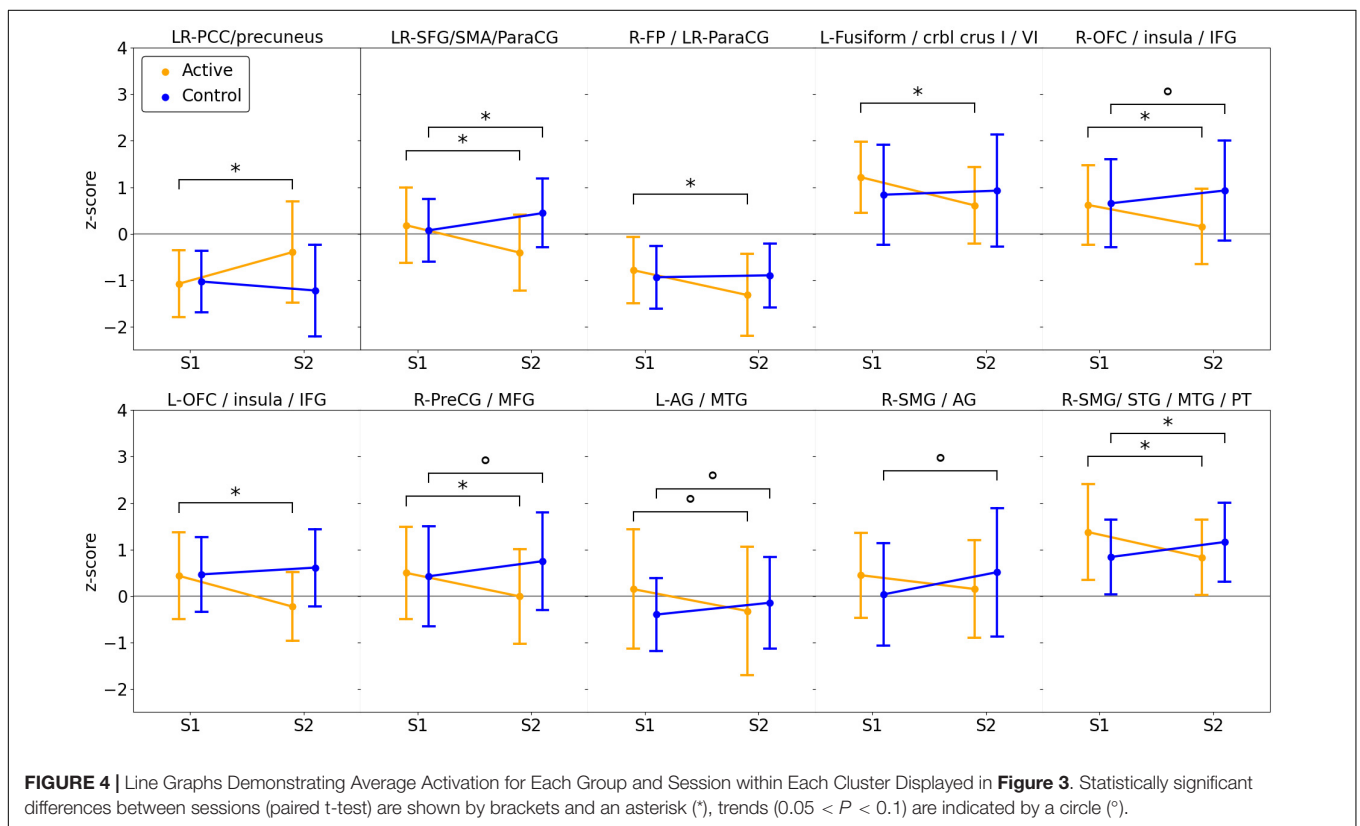 LR-PCC/precuneus LR-SFG/SMA/ParaCG R-FP / LR-ParaCG L-Fusiform / crbl crus I / VI R-OFC / insula / IFG
Active
Control
z-score
4
3
2
1
0
−1
−2
* * * * * * °
S1 S2 S1 S2 S1 S2 S1 S2 S1 S2
L-OFC / insula / IFG R-PreCG / MFG L-AG / MTG R-SMG / AG R-SMG/ STG / MTG / PT
z-score
4
3
2
1
0
−1
−2
* * ° ° ° ° * *
S1 S2 S1 S2 S1 S2 S1 S2 S1 S2
FIGURE 4 | Line Graphs Demonstrating Average Activation for Each Group and Session within Each Cluster Displayed in Figure 3. Statistically significant
differences between sessions (paired t-test) are shown by brackets and an asterisk (*), trends (0.05 < P < 0.1) are indicated by a circle (°).